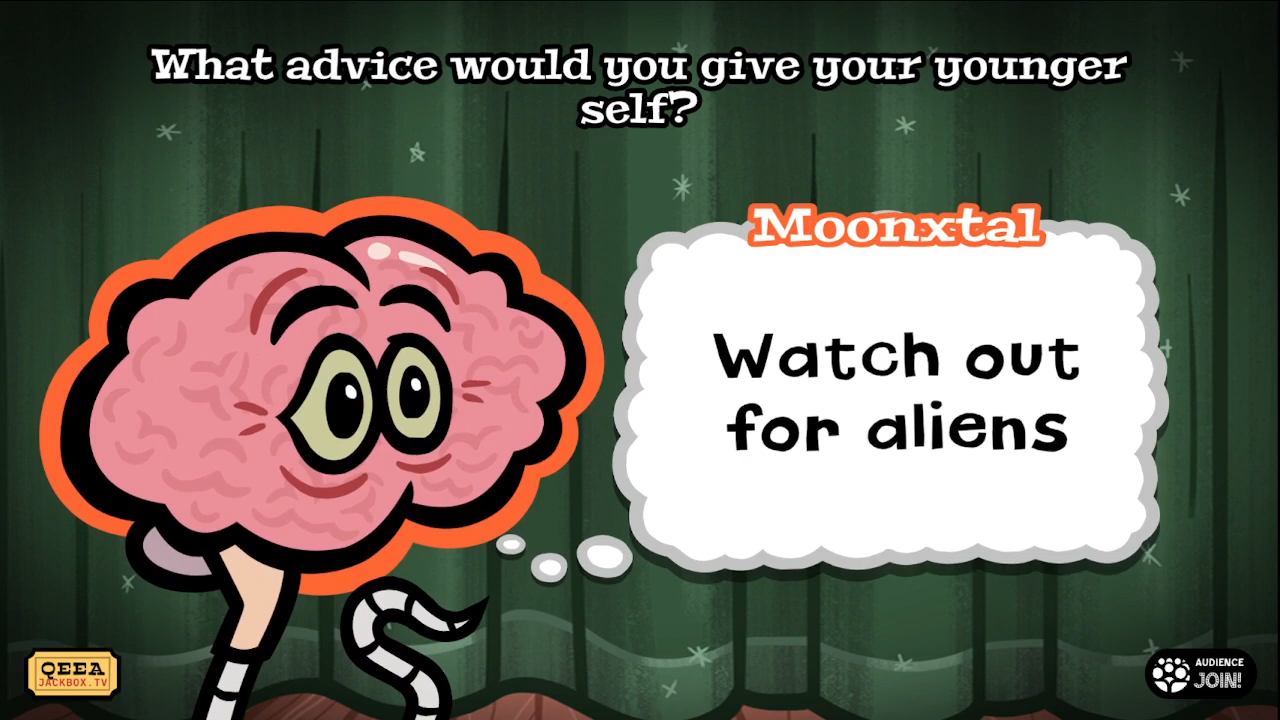 What advice would you give your younger
self?
Moonxtal
Watch out
for aliens
QEEA
JACKBOX.TV
AUDIENCE
JOIN!